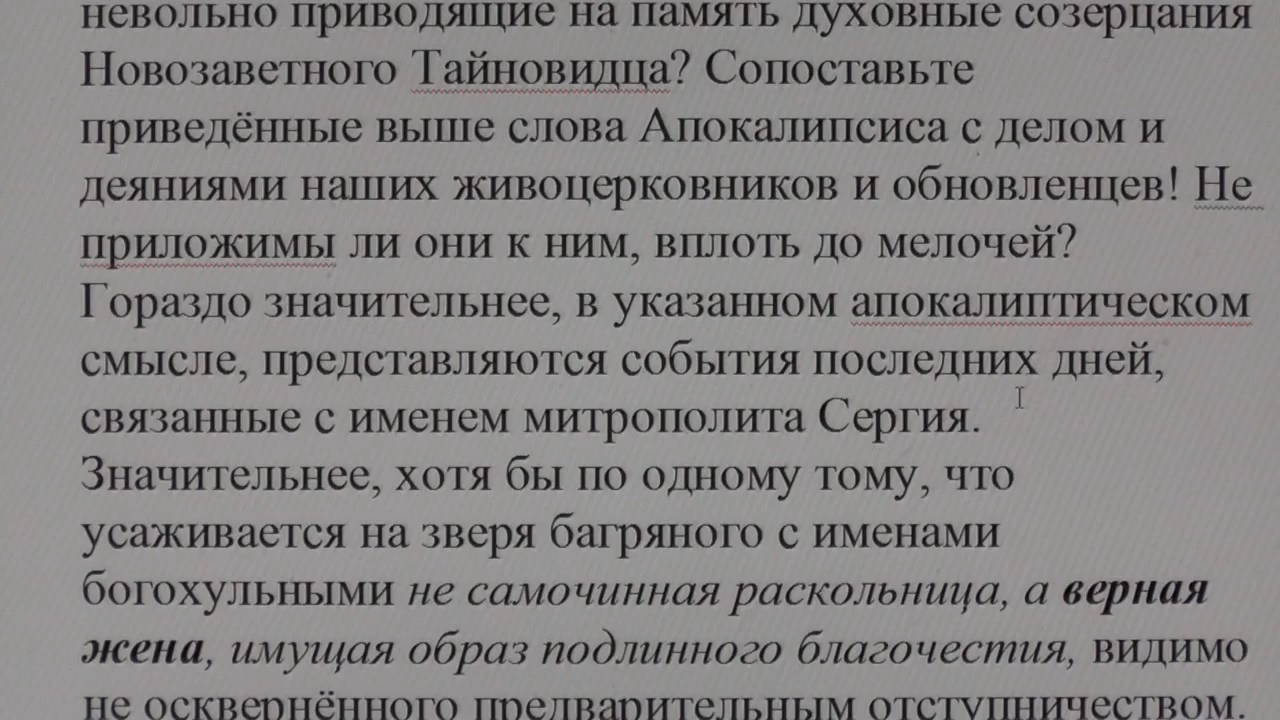 невольно приводящие на память духовные созерцания
Новозаветного Тайновидца? Сопоставьте
приведённые выше слова Апокалипсиса с делом и
деяниями наших живоцерковников и обновленцев! Не
приложимы ли они к ним, вплоть до мелочей?
Гораздо значительнее, в указанном апокалиптическом
смысле, представляются события последних дней,
связанные с именем митрополита Сергия.
Значительнее, хотя бы по одному тому, что
усаживается на зверя багряного с именами
богохульными не самочинная раскольница, а верная
жена, имущая образ подлинного благочестия, видимо
не осквернённого предварительным отступничеством.